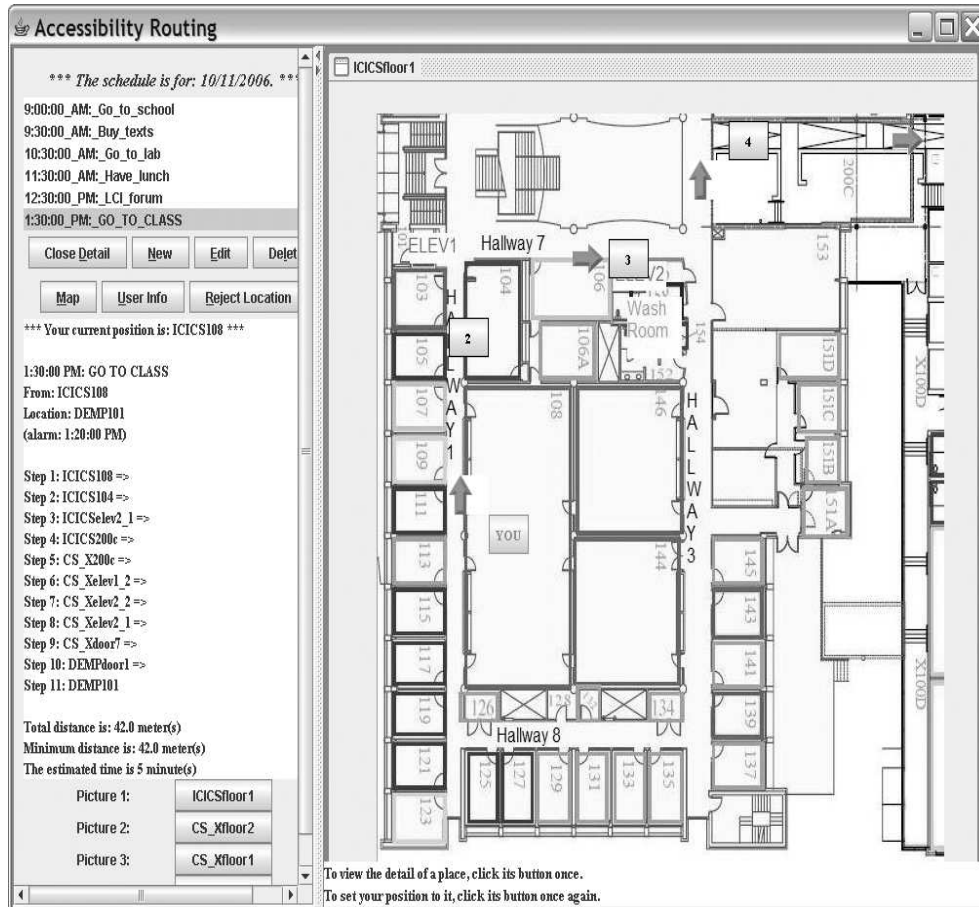 Accessibility Routing
*** The schedule is for: 10/11/2006. ***
9:00:00_AM:_Go_to_school
9:30:00_AM:_Buy_texts
10:30:00_AM:_Go_to_lab
11:30:00_AM:_Have_lunch
12:30:00_PM:_LCI_forum
1:30:00_PM:_GO_TO_CLASS
Close Detail New Edit Delet
Map User Info Reject Location
*** Your current position is: ICICS108 ***
1:30:00 PM: GO TO CLASS
From: ICICS108
Location: DEMP101
(alarm: 1:20:00 PM)
Step 1: ICICS108 =>
Step 2: ICICS104 =>
Step 3: ICICSelev2_1 =>
Step 4: ICICS200c =>
Step 5: CS_X200c =>
Step 6: CS_Xelev1_2 =>
Step 7: CS_Xelev2_2 =>
Step 8: CS_Xelev2_1 =>
Step 9: CS_Xdoor7 =>
Step 10: DEMPdoor1 =>
Step 11: DEMP101
Total distance is: 42.0 meter(s)
Minimum distance is: 42.0 meter(s)
The estimated time is 5 minute(s)
Picture 1: ICICSfloor1
Picture 2: CS_Xfloor2
Picture 3: CS_Xfloor1
ICICSfloor1
4
200C
101
ELEV1
Hallway 7
3
153
103
104
106
ELEV2
Wash
Room
HALLWAY1
2
105
106A
154
152
151D
X100D
107
108
146
HALLWAY3
151C
109
151B
111
151A
YOU
113
144
145
115
143
117
141
X100D
119
126
128
134
139
Hallway 8
121
125
127
129
131
133
135
137
123
To view the detail of a place, click its button once.
To set your position to it, click its button once again.